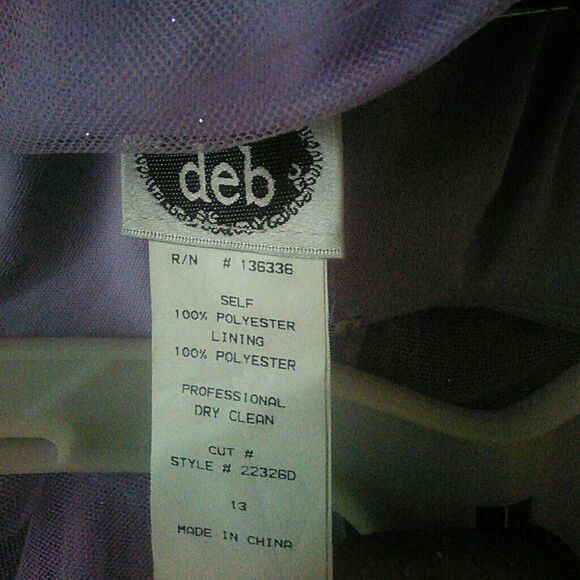 deb
R/N # 136336
SELF
100% POLYESTER
LINING
100% POLYESTER
PROFESSIONAL
DRY CLEAN
CUT #
STYLE # 22326D
13
MADE IN CHINA